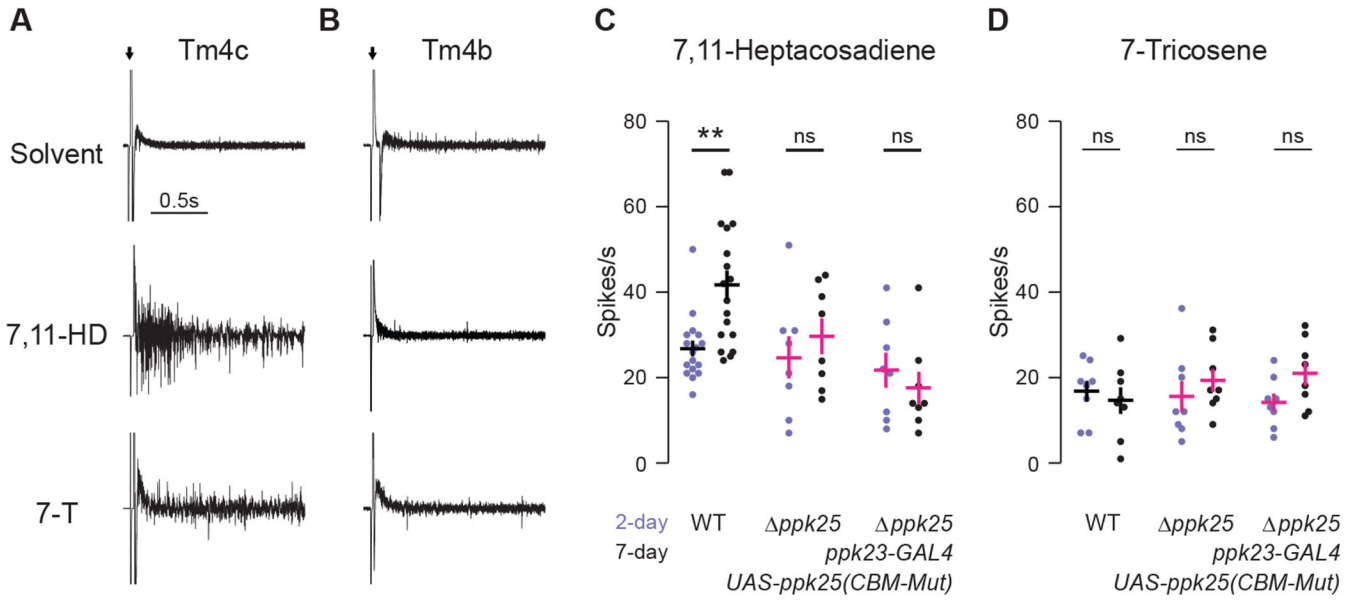 A
Tm4c
Solvent
0.5s
7,11-HD
7-T
B
Tm4b
C
7,11-Heptacosadiene
Spikes/s
80
60
40
20
0
**
ns
ns
2-day
7-day
WT
Δppk25
Δppk25
ppk23-GAL4
UAS-ppk25(CBM-Mut)
D
7-Tricosene
Spikes/s
80
60
40
20
0
ns
ns
ns
WT
Δppk25
Δppk25
ppk23-GAL4
UAS-ppk25(CBM-Mut)